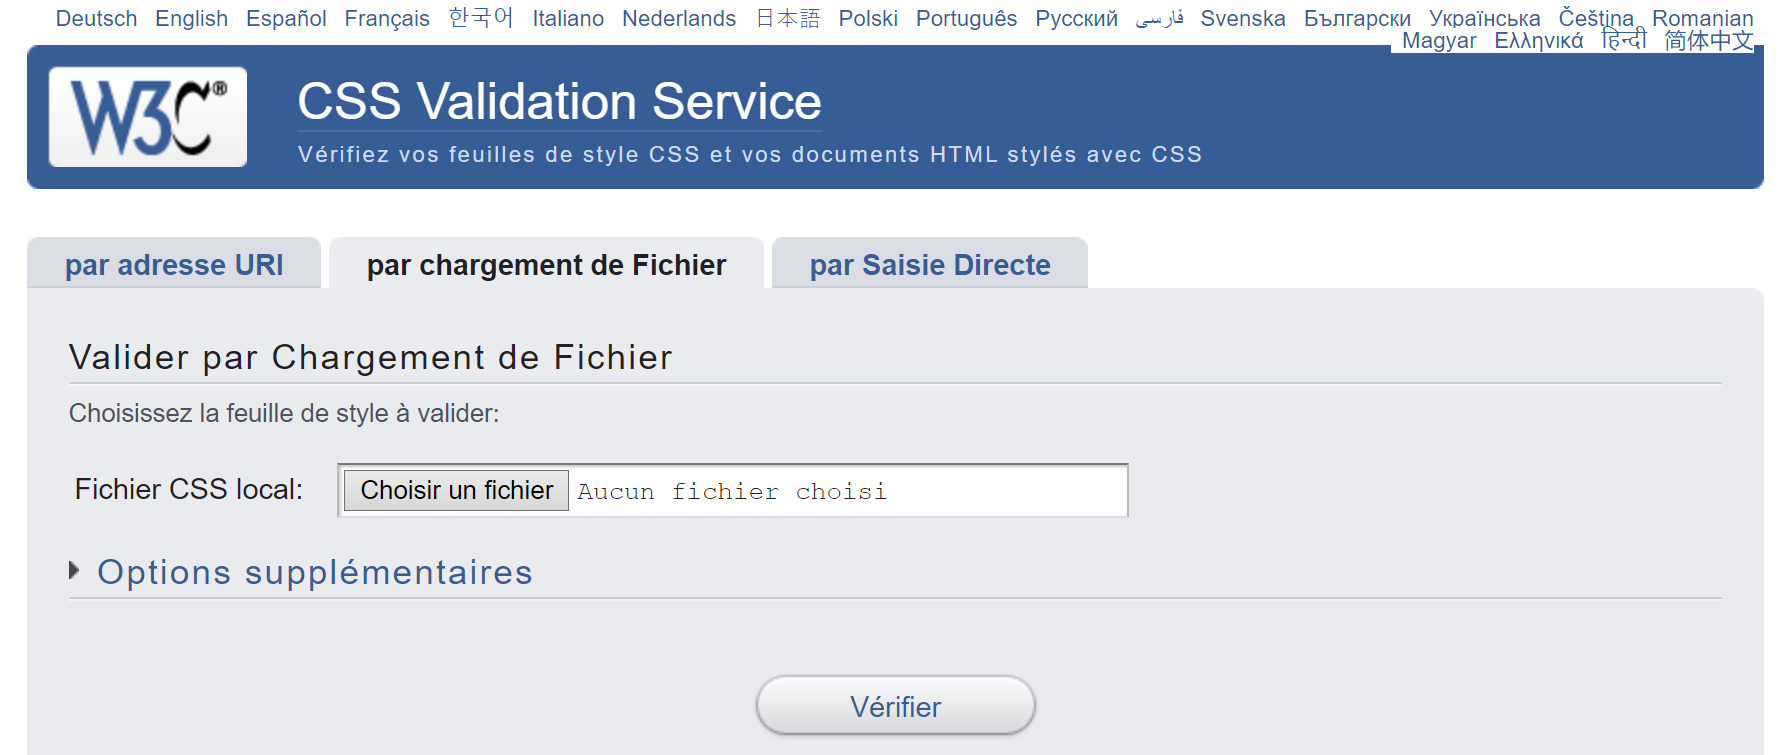 Deutsch English Español Français 한국어 Italiano Nederlands 日本語 Polski Português Русский فارسی Svenska Български Українська Čeština Romanian
Magyar Ελληνικά हिन्दी 简体中文
W3C®
CSS Validation Service
Vérifiez vos feuilles de style CSS et vos documents HTML stylés avec CSS
par adresse URI par chargement de Fichier par Saisie Directe
Valider par Chargement de Fichier
Choisissez la feuille de style à valider:
Fichier CSS local: Choisir un fichier Aucun fichier choisi
Options supplémentaires
Vérifier